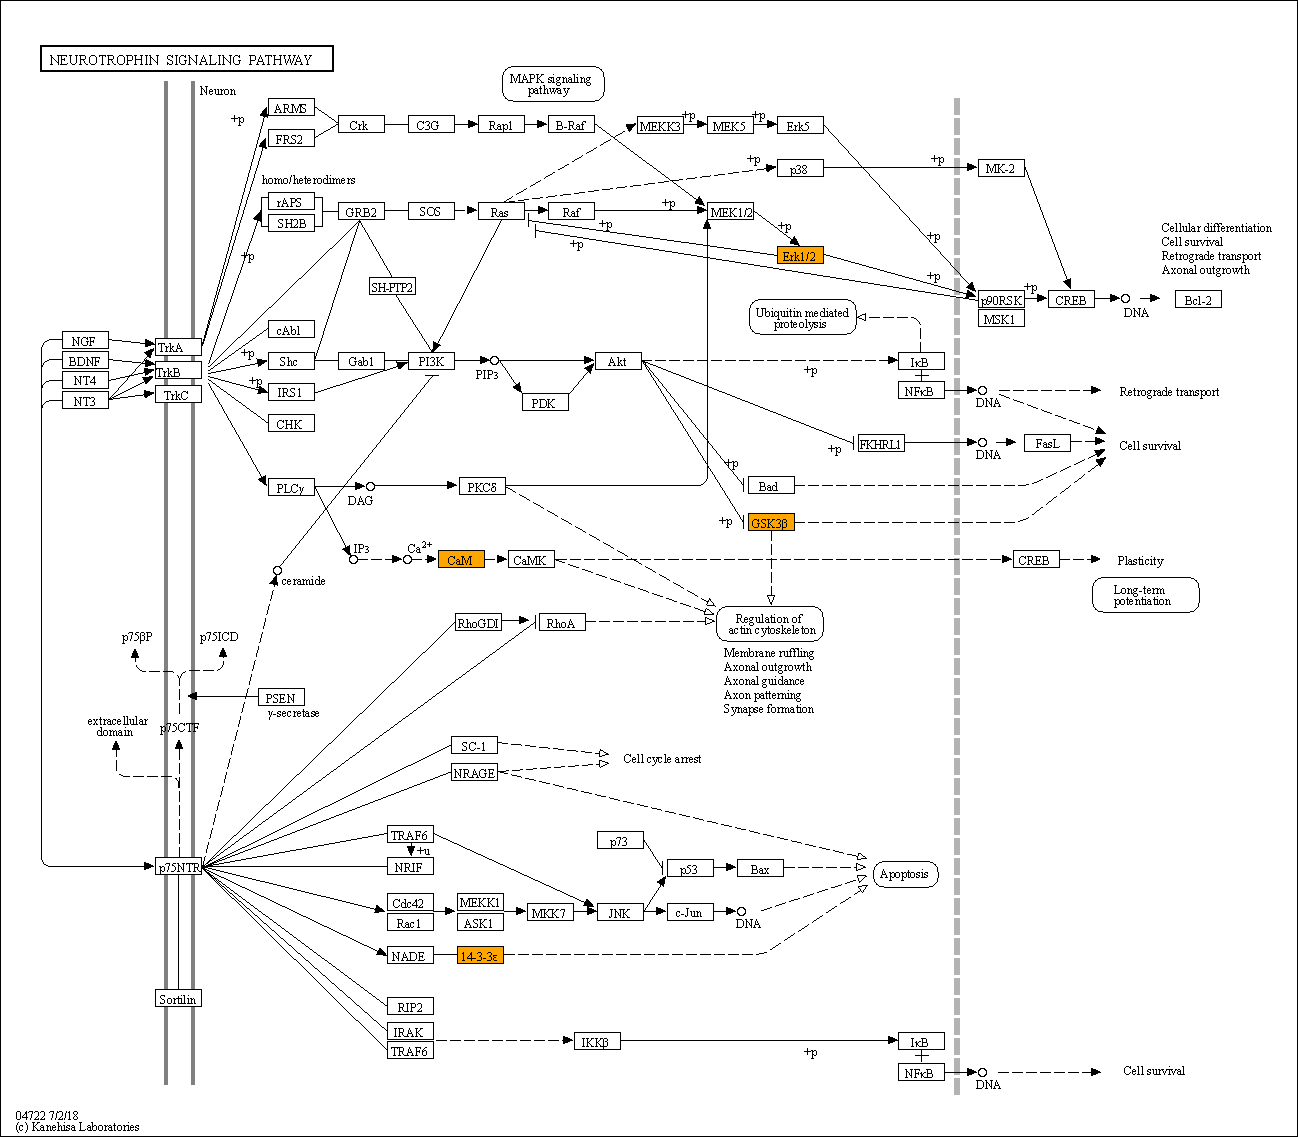 NEUROTROPHIN SIGNALING PATHWAY
Neuron
MAPK signaling
pathway
ARMS
+p
FRS2
Crk
C3G
Rap1
B-Raf
MEKK3
+p
MEK5
+p
Erk5
+p
p38
+p
MK-2
homo/heterodimers
rAPS
SH2B
+p
GRB2
SOS
Ras
Raf
+p
MEK1/2
+p
+p
+p
Erk1/2
+p
+p
p90RSK
MSK1
+p
CREB
DNA
Bcl-2
Cellular differentiation
Cell survival
Retrograde transport
Axonal outgrowth
SH-PTP2
Ubiquitin mediated
proteolysis
NGF
BDNF
NT4
NT3
TrkA
TrkB
TrkC
cAbl
+p
Shc
Gab1
PI3K
PIP3
Akt
+p
IκB
+p
IRS1
PDK
NFκB
DNA
Retrograde transport
CHK
+p
FKHRL1
DNA
FasL
Cell survival
PLCγ
DAG
PKCδ
+p
Bad
+p
GSK3β
IP3
Ca2+
CaM
CaMK
CREB
Plasticity
ceramide
Long-term
potentiation
RhoGDI
RhoA
Regulation of
actin cytoskeleton
Membrane ruffling
Axonal outgrowth
Axonal guidance
Axon patterning
Synapse formation
p75βP
p75ICD
PSEN
γ-secretase
extracellular
domain
p75CTF
SC-1
NRAGE
Cell cycle arrest
TRAF6
+u
NRIF
p73
p53
Bax
Apoptosis
p75NTR
Cdc42
Rac1
MEKK1
ASK1
MKK7
JNK
c-Jun
DNA
NADE
14-3-3ε
Sortilin
RIP2
IRAK
TRAF6
IKKβ
+p
IκB
NFκB
DNA
Cell survival
04722 7/2/18
(c) Kanehisa Laboratories